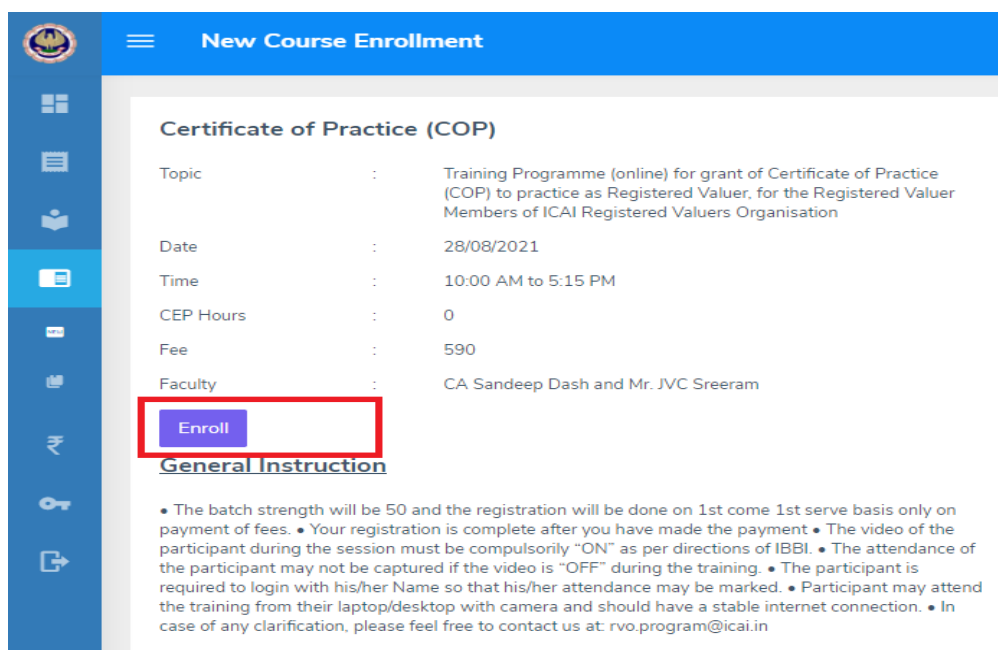 New Course Enrollment
Certificate of Practice (COP)
Topic : Training Programme (online) for grant of Certificate of Practice
(COP) to practice as Registered Valuer, for the Registered Valuer
Members of ICAI Registered Valuers Organisation
Date : 28/08/2021
Time : 10:00 AM to 5:15 PM
CEP Hours : 0
Fee : 590
Faculty : CA Sandeep Dash and Mr. JVC Sreeram
Enroll
₹
General Instruction
• The batch strength will be 50 and the registration will be done on 1st come 1st serve basis only on
payment of fees. • Your registration is complete after you have made the payment • The video of the
participant during the session must be compulsorily “ON” as per directions of IBBI. • The attendance of
the participant may not be captured if the video is “OFF” during the training. • The participant is
required to login with his/her Name so that his/her attendance may be marked. • Participant may attend
the training from their laptop/desktop with camera and should have a stable internet connection. • In
case of any clarification, please feel free to contact us at: rvo.program@icai.in